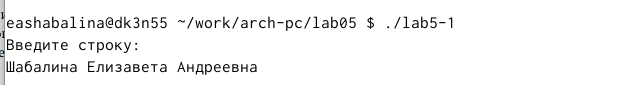 eashabalina@dk3n55 ~/work/arch-pc/lab05 $ ./lab5-1
Введите строку:
Шабалина Елизавета Андреевна